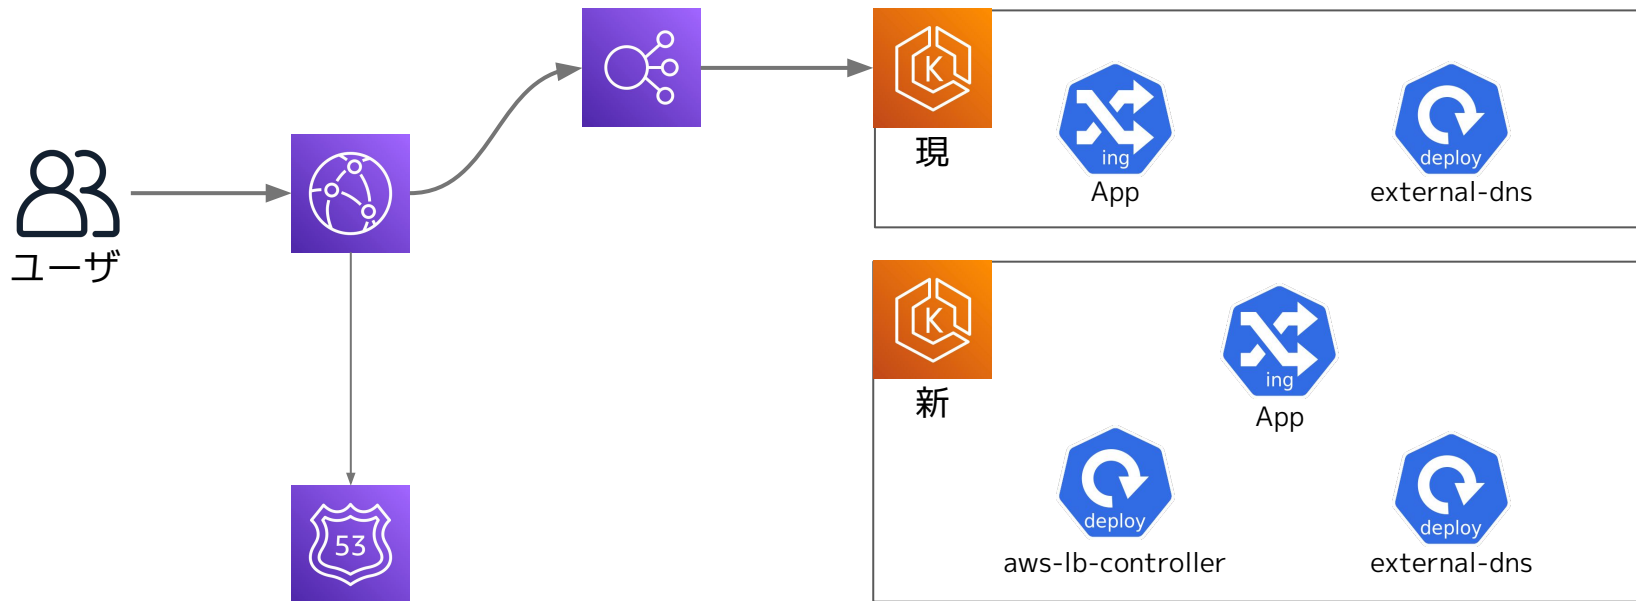 ユーザ
53
K
現
ing
App
deploy
external-dns
K
新
ing
App
deploy
aws-lb-controller
deploy
external-dns